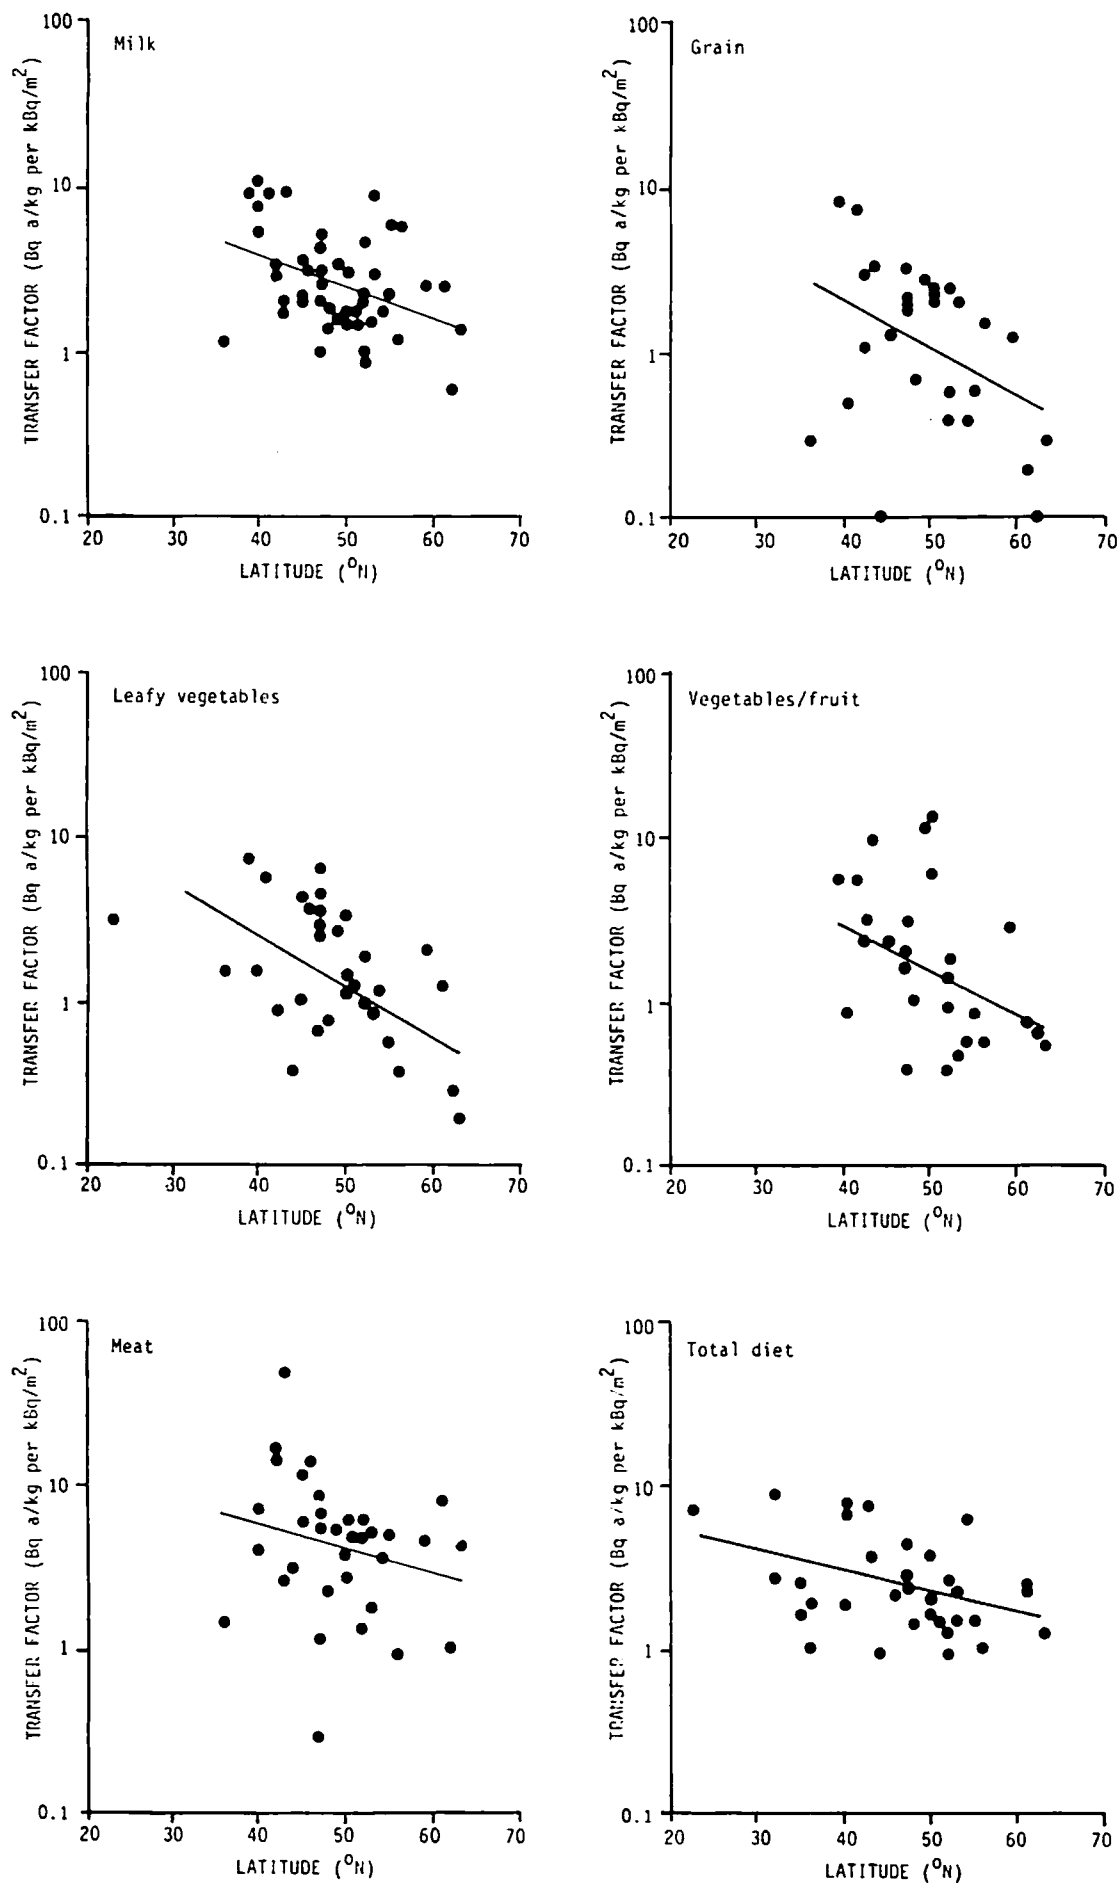 Milk
TRANSFER FACTOR (Bq a/kg per kBq/m²)
100
10
1
0.1
20 30 40 50 60 70
LATITUDE (°N)
Grain
TRANSFER FACTOR (Bq a/kg per kBq/m²)
100
10
1
0.1
20 30 40 50 60 70
LATITUDE (°N)
Leafy vegetables
TRANSFER FACTOR (Bq a/kg per kBq/m²)
100
10
1
0.1
20 30 40 50 60 70
LATITUDE (°N)
Vegetables/fruit
TRANSFER FACTOR (Bq a/kg per kBq/m²)
100
10
1
0.1
20 30 40 50 60 70
LATITUDE (°N)
Meat
TRANSFER FACTOR (Bq a/kg per kBq/m²)
100
10
1
0.1
20 30 40 50 60 70
LATITUDE (°N)
Total diet
TRANSFER FACTOR (Bq a/kg per kBq/m²)
100
10
1
0.1
20 30 40 50 60 70
LATITUDE (°N)